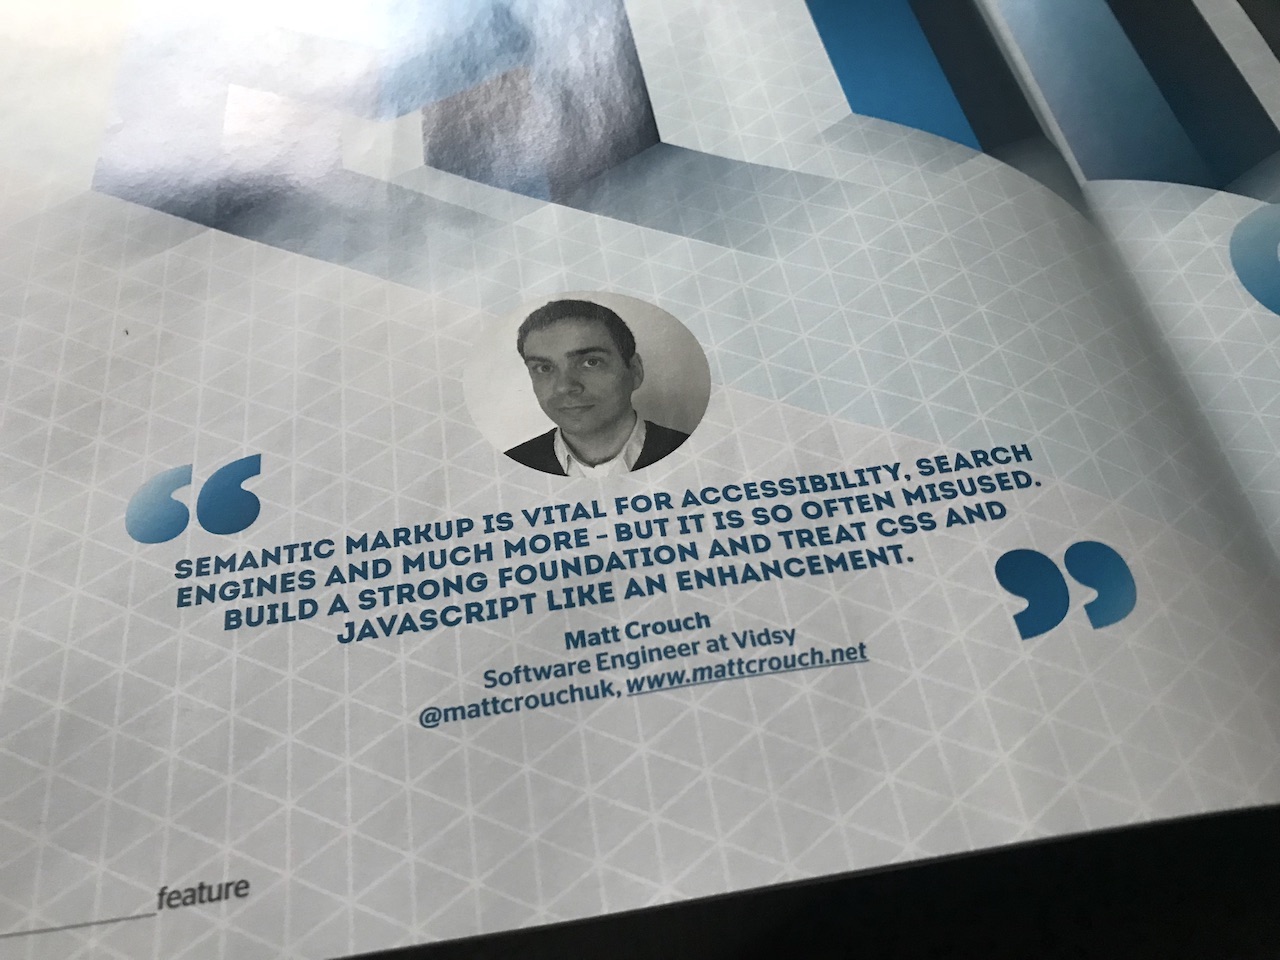 “
SEMANTIC MARKUP IS VITAL FOR ACCESSIBILITY, SEARCH
ENGINES AND MUCH MORE – BUT IT IS SO OFTEN MISUSED.
BUILD A STRONG FOUNDATION AND TREAT CSS AND
JAVASCRIPT LIKE AN ENHANCEMENT.
”
Matt Crouch
Software Engineer at Vidsy
@mattcrouchuk, www.mattcrouch.net
feature